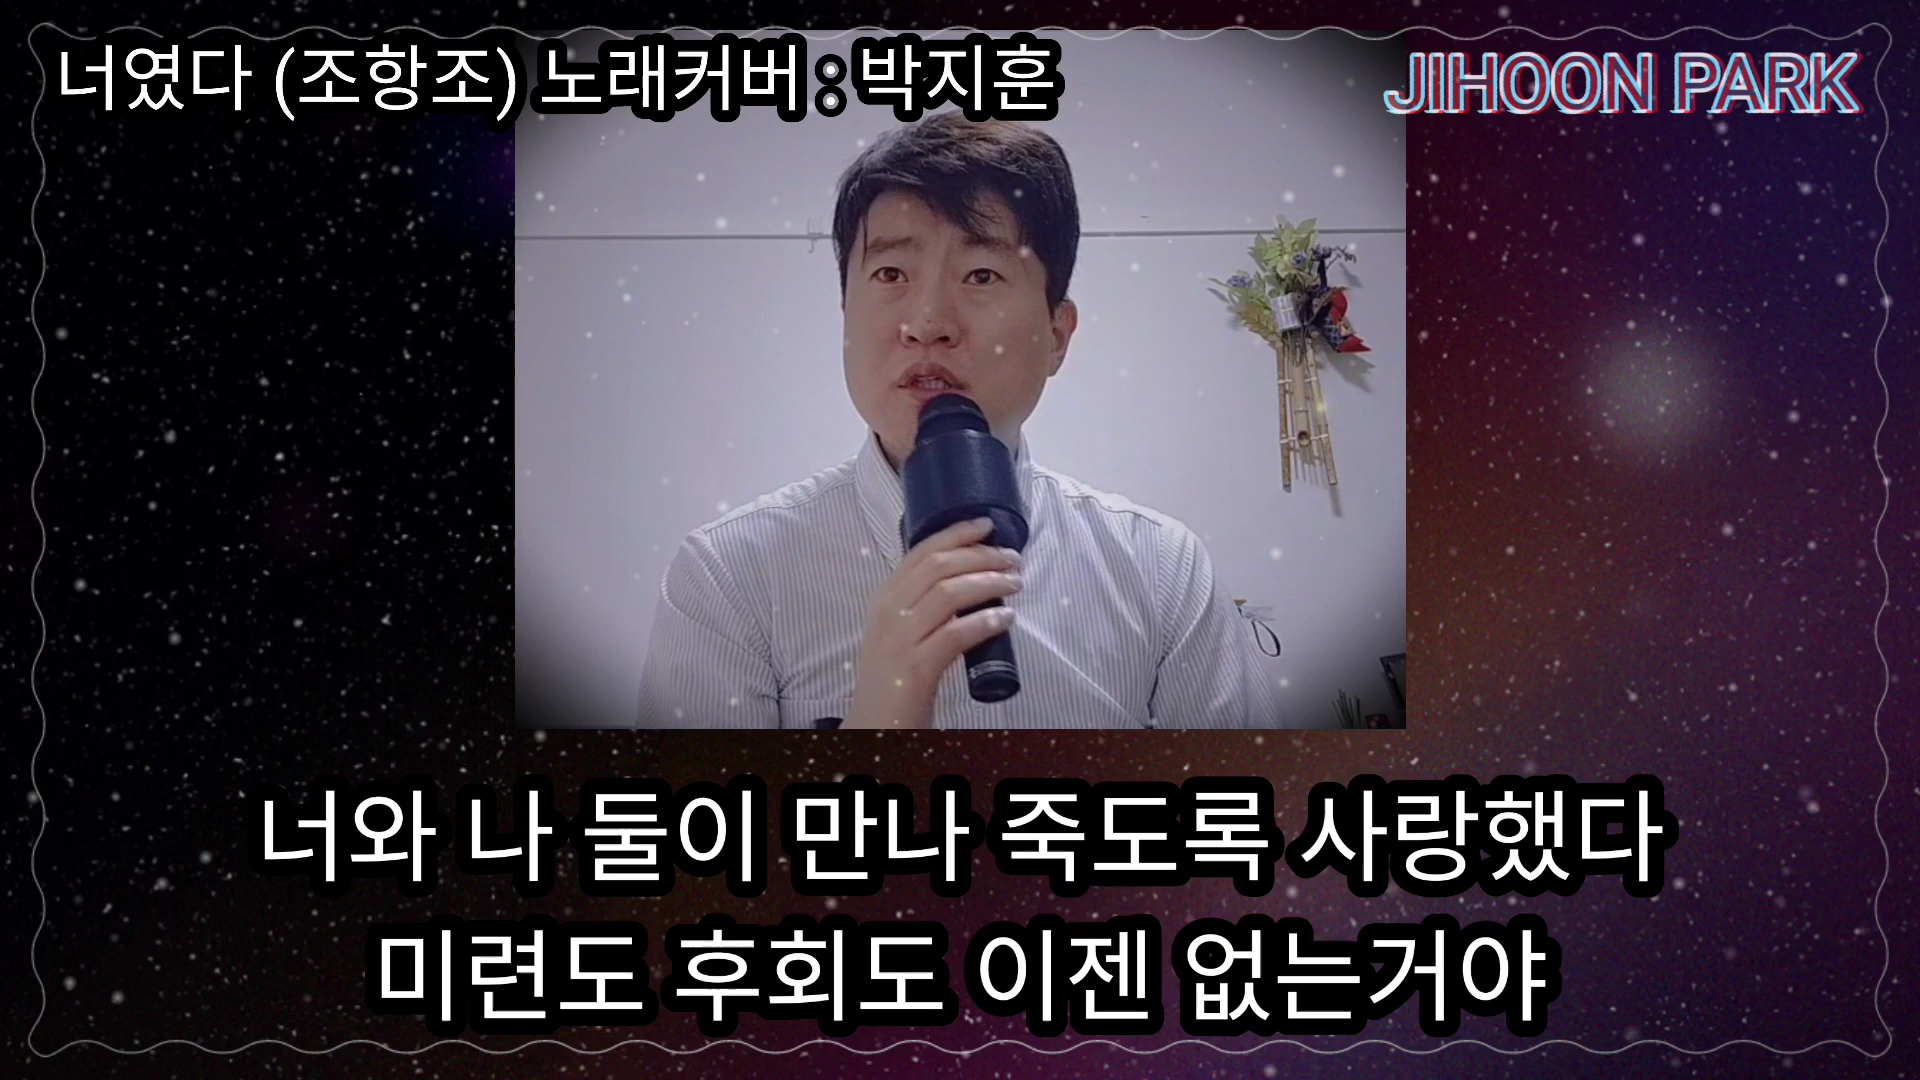 너였다 (조항조) 노래커버 : 박지훈
JIHOON PARK
너와 나 둘이 만나 죽도록 사랑했다
미련도 후회도 이젠 없는거야